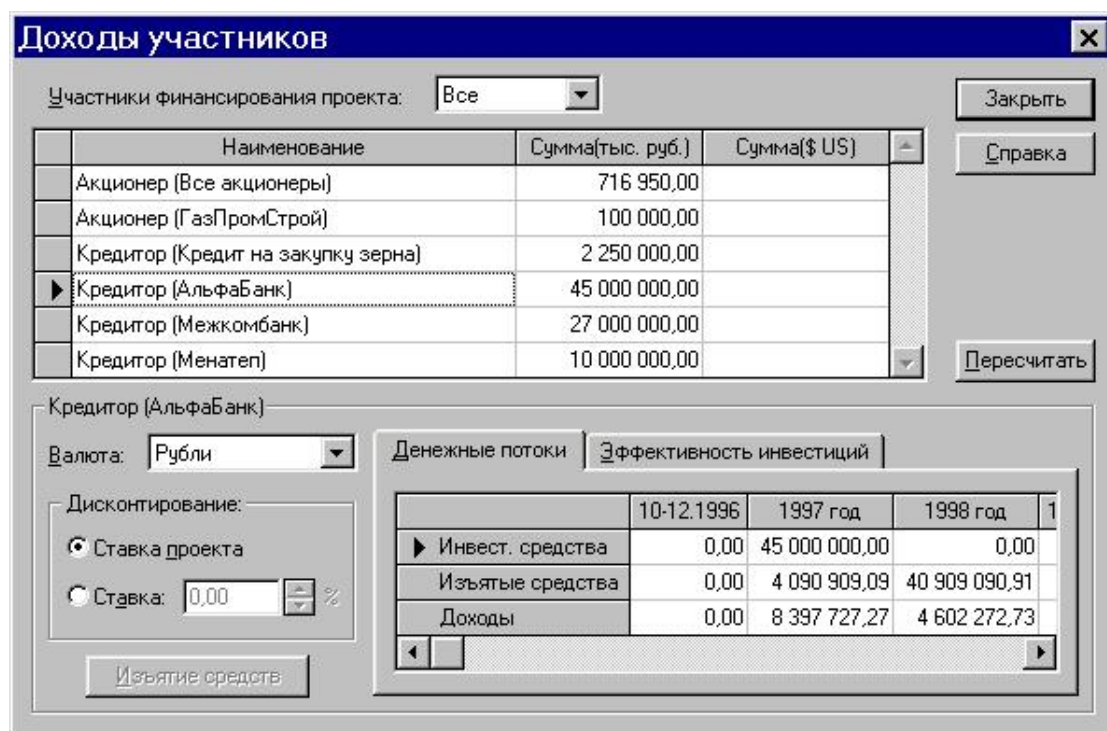 Доходы участников
Участники финансирования проекта: Все
Закрыть
Наименование Сумма(тыс. руб.) Сумма($ US)
Справка
Акционер (Все акционеры) 716 950,00
Акционер (ГазПромСтрой) 100 000,00
Кредитор (Кредит на закупку зерна) 2 250 000,00
Кредитор (АльфаБанк) 45 000 000,00
Кредитор (Межкомбанк) 27 000 000,00
Кредитор (Менатеп) 10 000 000,00
Пересчитать
Кредитор (АльфаБанк)
Валюта: Рубли
Денежные потоки Эффективность инвестиций
Дисконтирование:
10-12.1996 1997 год 1998 год 1
Ставка проекта
Инвест. средства 0,00 45 000 000,00 0,00
Ставка: 0,00 %
Изъятые средства 0,00 4 090 909,09 40 909 090,91
Доходы 0,00 8 397 727,27 4 602 272,73
Изъятие средств